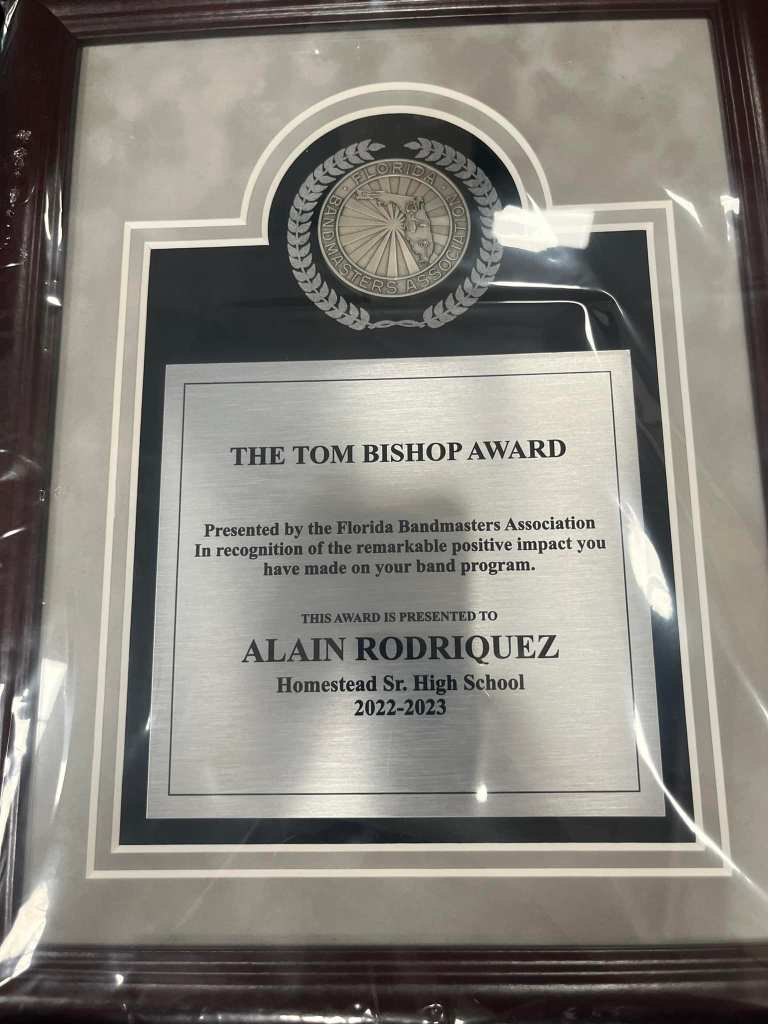 FLORIDA
BANDMASTERS ASSOCIATION
THE TOM BISHOP AWARD
Presented by the Florida Bandmasters Association
In recognition of the remarkable positive impact you
have made on your band program.
THIS AWARD IS PRESENTED TO
ALAIN RODRIQUEZ
Homestead Sr. High School
2022-2023